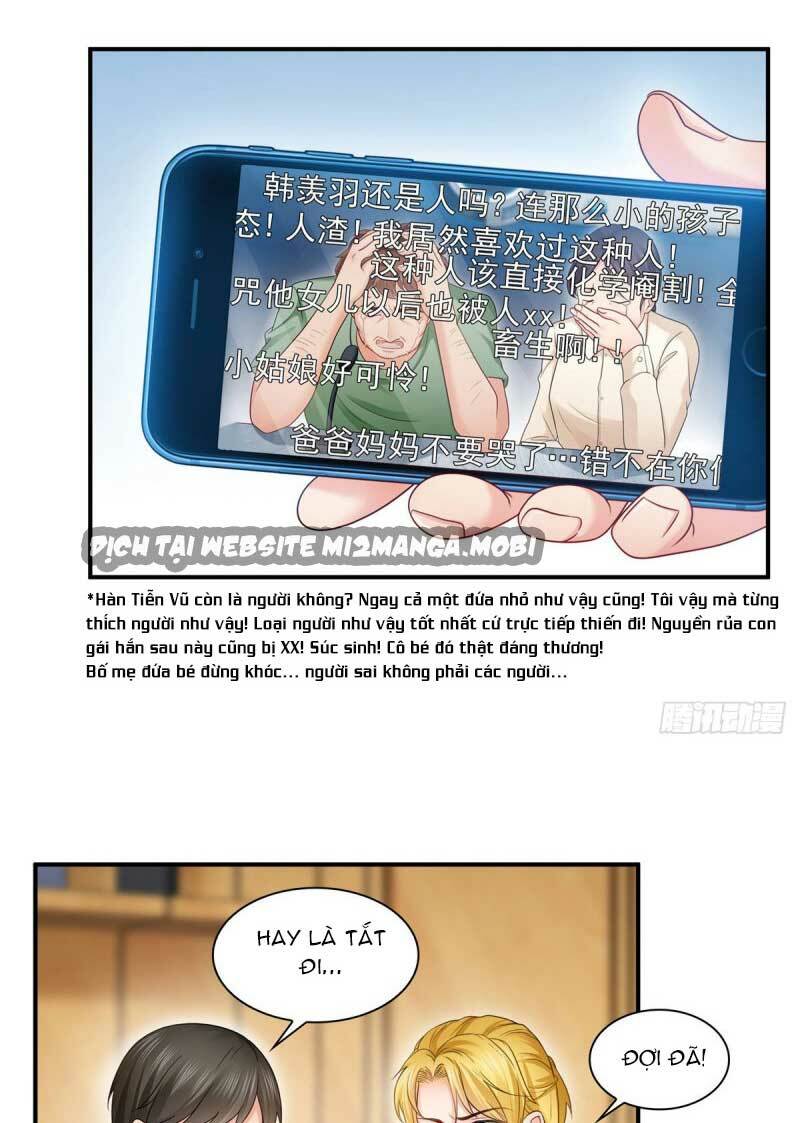 韩羡羽还是人吗？连那么小的孩子
态！人渣！我居然喜欢过这种人！
这种人该直接化学阉割！全
咒他女儿以后也被人xx！
畜生啊！！
小姑娘好可怜！
爸爸妈妈不要哭了…错不在你们
DỊCH TẠI WEBSITE MI2MANGA.MOBI
*Hàn Tiễn Vũ còn là người không? Ngay cả một đứa nhỏ như vậy cũng! Tôi vậy mà từng
thích người như vậy! Loại người như vậy tốt nhất cứ trực tiếp thiến đi! Nguyền rủa con
gái hắn sau này cũng bị XX! Súc sinh! Cô bé đó thật đáng thương!
Bố mẹ đứa bé đừng khóc... người sai không phải các người...
腾讯动漫
HAY LÀ TẮT
ĐI...
ĐỢI ĐÃ!